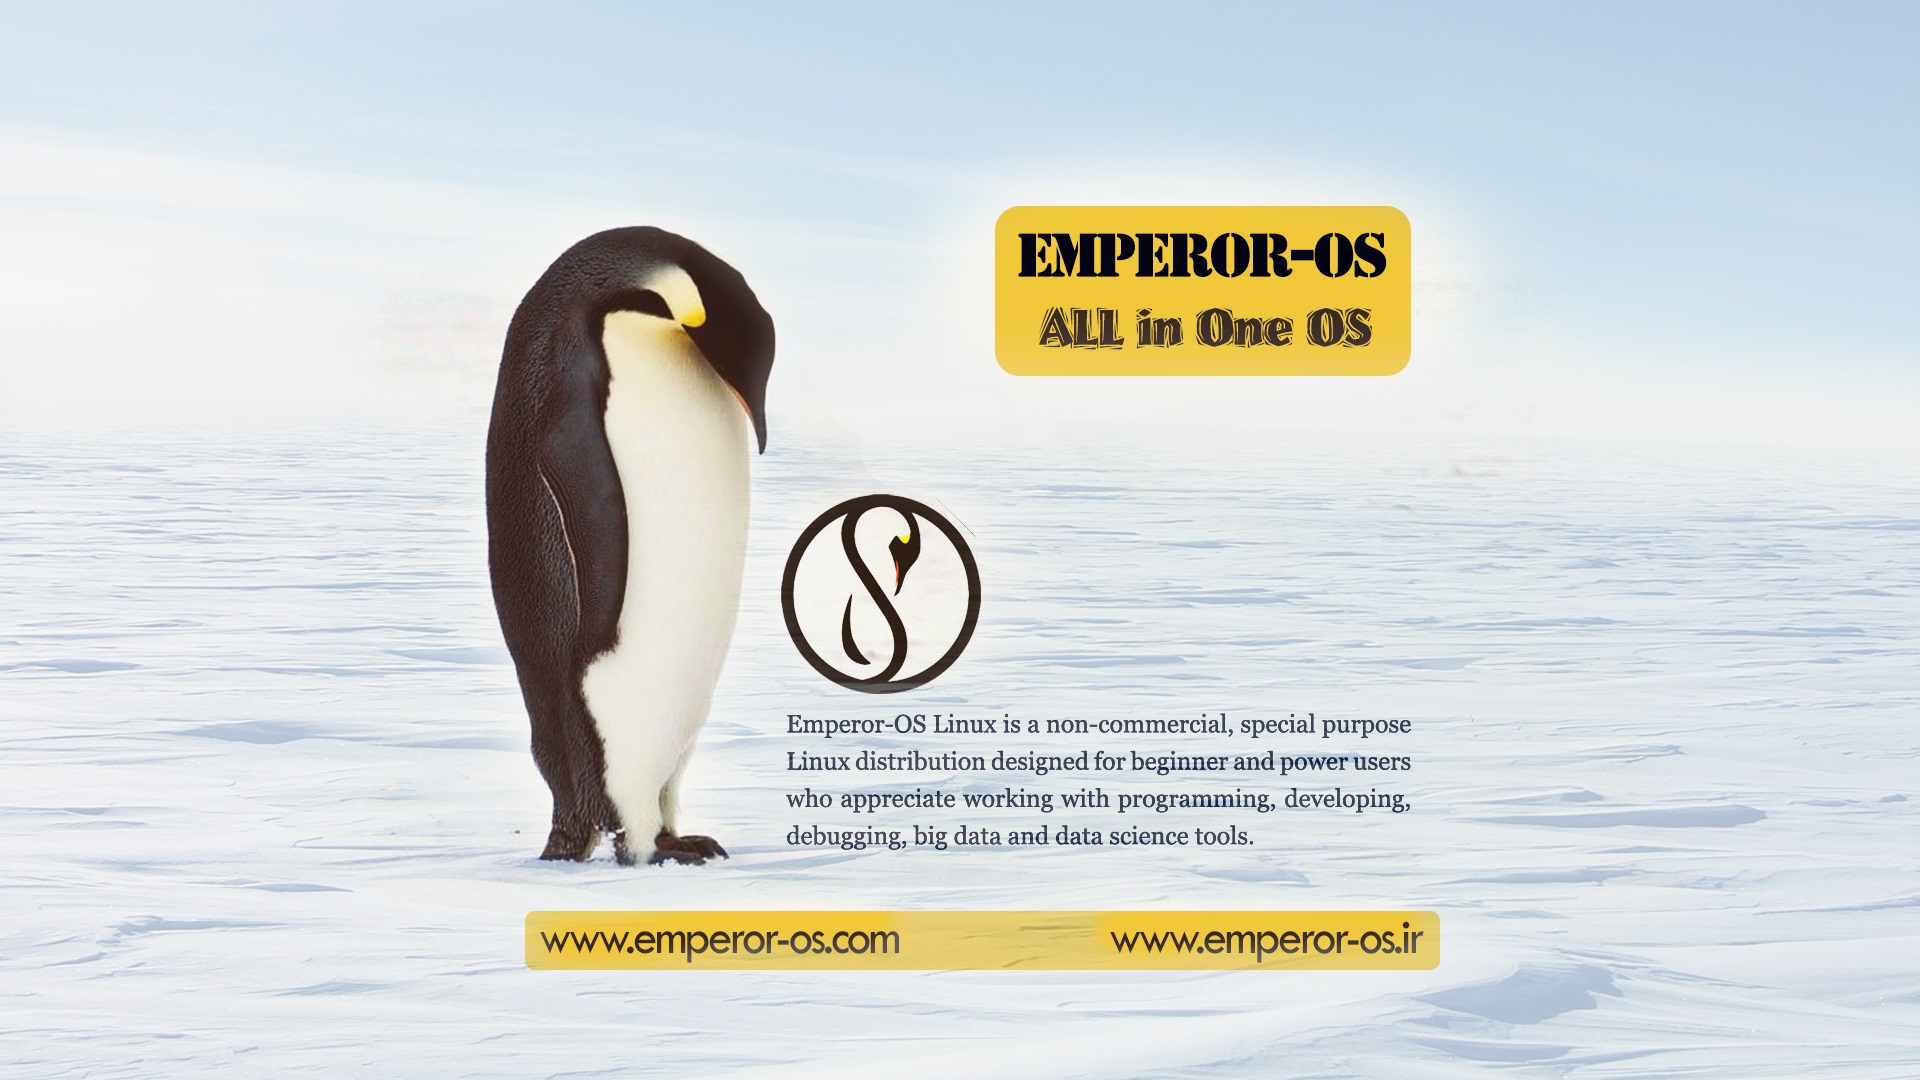 EMPEROR-OS
ALL in One OS
Emperor-OS Linux is a non-commercial, special purpose
Linux distribution designed for beginner and power users
who appreciate working with programming, developing,
debugging, big data and data science tools.
www.emperor-os.com www.emperor-os.ir